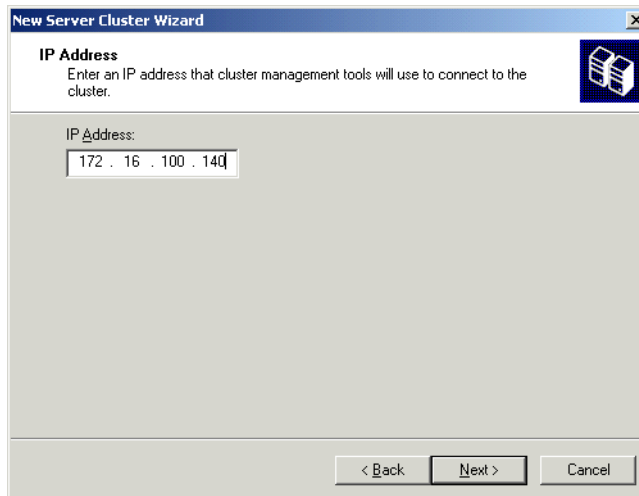 New Server Cluster Wizard
IP Address
Enter an IP address that cluster management tools will use to connect to the
cluster.
IP Address:
172 . 16 . 100 . 140
< Back Next > Cancel